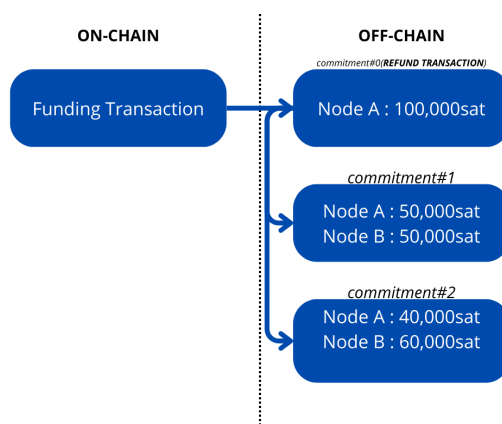 ON-CHAIN
OFF-CHAIN
commitment#0(REFUND TRANSACTION)
Funding Transaction
Node A : 100,000sat
commitment#1
Node A : 50,000sat
Node B : 50,000sat
commitment#2
Node A : 40,000sat
Node B : 60,000sat